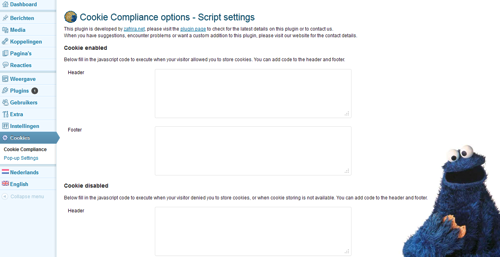 Dashboard
Berichten
Media
Koppelingen
Pagina's
Reacties
Weergave
Plugins 1
Gebruikers
Extra
Instellingen
Cookies
Cookie Compliance
Pop-up Settings
Nederlands
English
Collapse menu
Cookie Compliance options - Script settings
This plugin is developed by please visit the plugin page to check for the latest details on this plugin or to contact us.
When you have suggestions, encounter problems or want a custom addition to this plugin, please visit our website for the contact details.
Cookie enabled
Below fill in the javascript code to execute when your visitor allowed you to store cookies. You can add code to the header and footer.
Header
Footer
Cookie disabled
Below fill in the javascript code to execute when your visitor denied you to store cookies, or when cookie storing is not available. You can add code to the header and footer.
Header